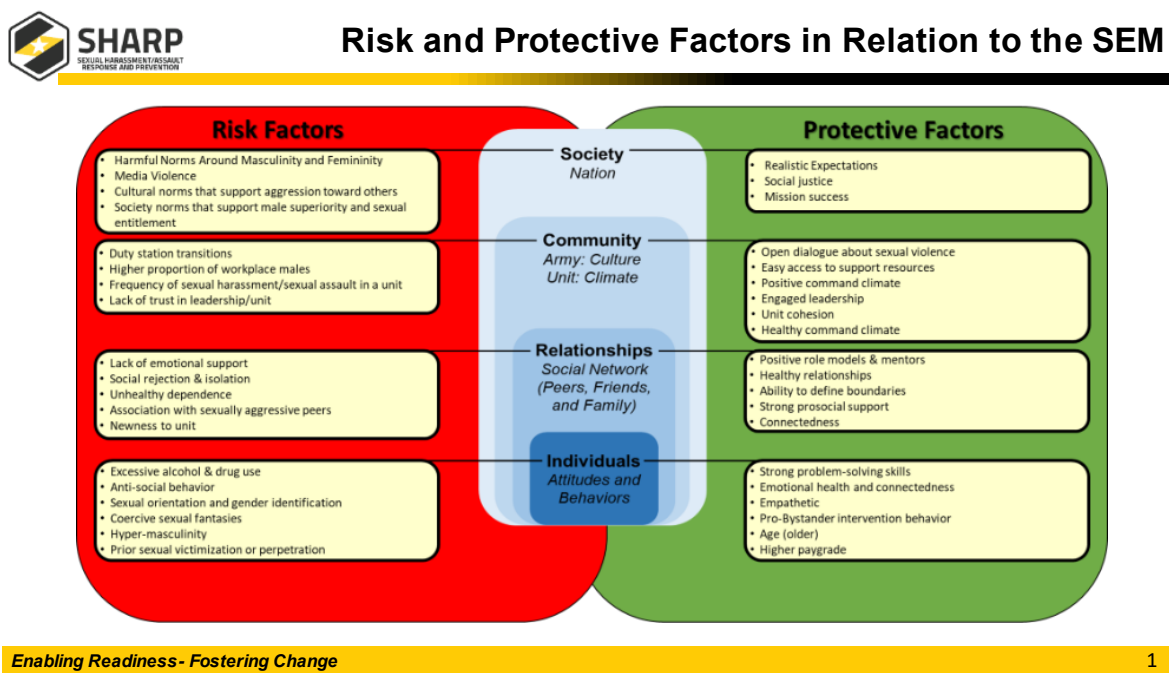 SHARP
SEXUAL HARASSMENT/ASSAULT
RESPONSE AND PREVENTION
Risk and Protective Factors in Relation to the SEM
Risk Factors
• Harmful Norms Around Masculinity and Femininity
• Media Violence
• Cultural norms that support aggression toward others
• Society norms that support male superiority and sexual
entitlement
• Duty station transitions
• Higher proportion of workplace males
• Frequency of sexual harassment/sexual assault in a unit
• Lack of trust in leadership/unit
• Lack of emotional support
• Social rejection & isolation
• Unhealthy dependence
• Association with sexually aggressive peers
• Newness to unit
• Excessive alcohol & drug use
• Anti-social behavior
• Sexual orientation and gender identification
• Coercive sexual fantasies
• Hyper-masculinity
• Prior sexual victimization or perpetration
Society
Nation
Community
Army: Culture
Unit: Climate
Relationships
Social Network
(Peers, Friends,
and Family)
Individuals
Attitudes and
Behaviors
Protective Factors
• Realistic Expectations
• Social justice
• Mission success
• Open dialogue about sexual violence
• Easy access to support resources
• Positive command climate
• Engaged leadership
• Unit cohesion
• Healthy command climate
• Positive role models & mentors
• Healthy relationships
• Ability to define boundaries
• Strong prosocial support
• Connectedness
• Strong problem-solving skills
• Emotional health and connectedness
• Empathetic
• Pro-Bystander intervention behavior
• Age (older)
• Higher paygrade
Enabling Readiness- Fostering Change
1